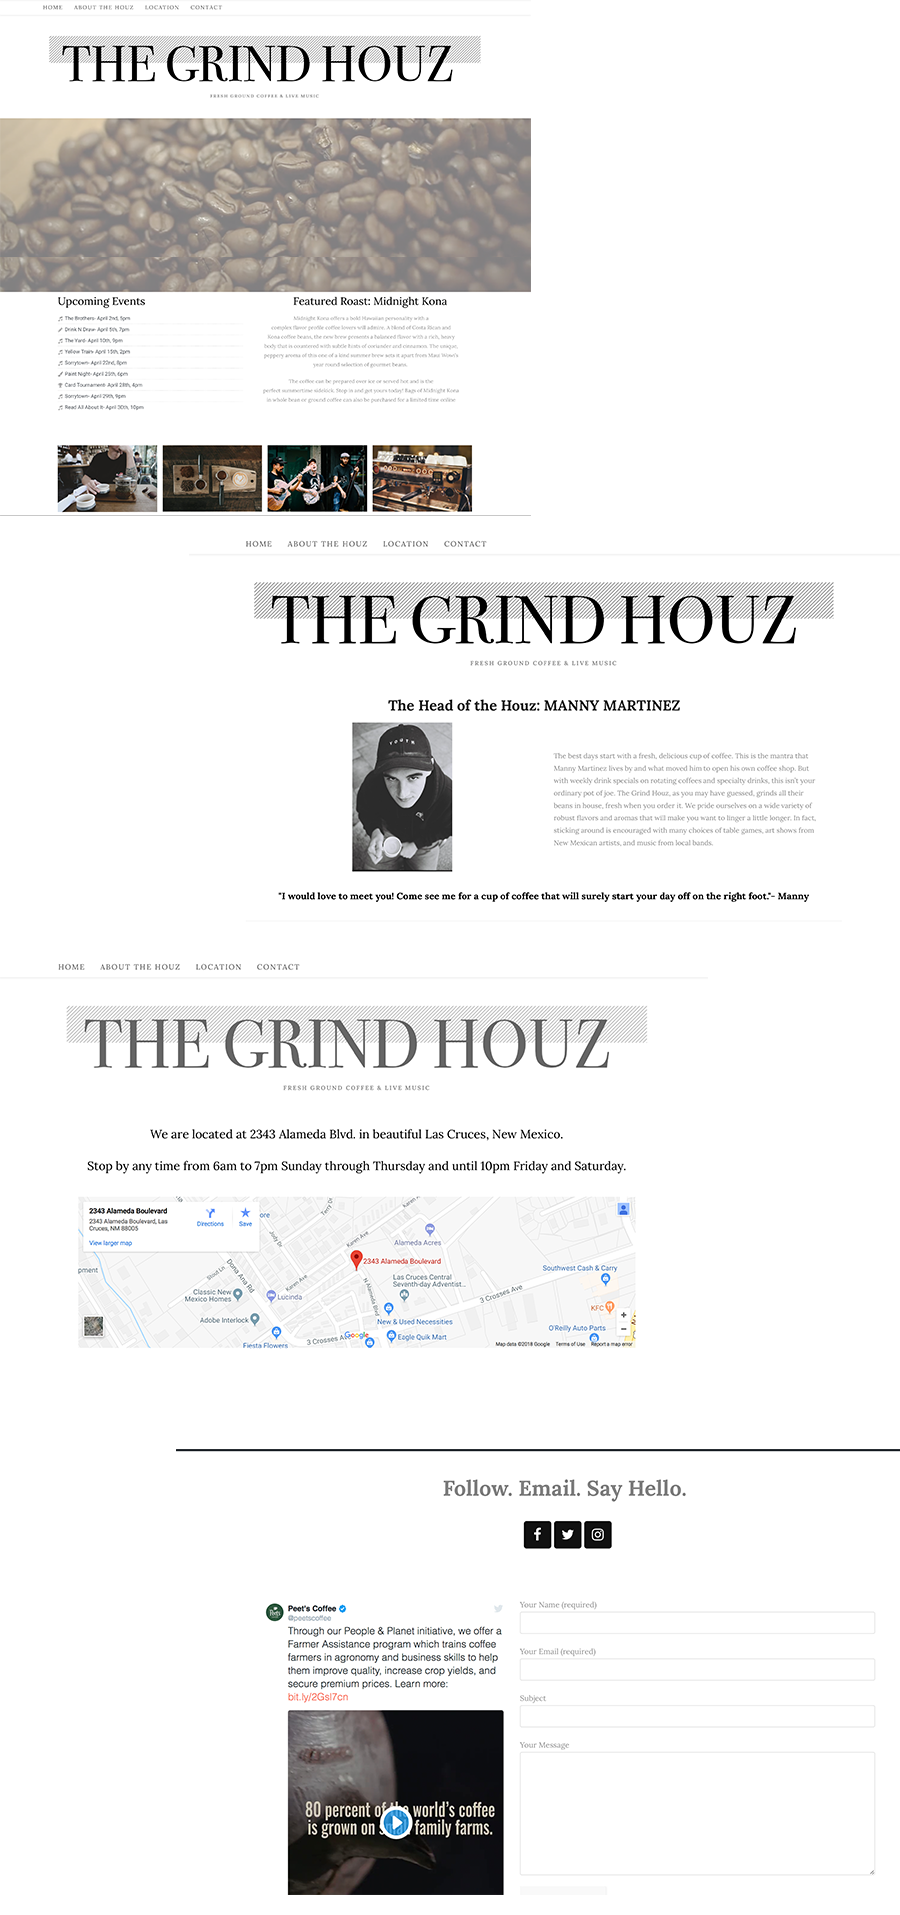 HOME ABOUT THE HOUZ LOCATION CONTACT
THE GRIND HOUZ
FRESH GROUND COFFEE & LIVE MUSIC
Upcoming Events
The Brothers- April 2nd, 5pm
Drink N Draw- April 5th, 7pm
The Yard- April 10th, 9pm
Yellow Train- April 15th, 2pm
Sorrytown- April 22nd, 8pm
Paint Night- April 25th, 6pm
Card Tournament- April 28th, 4pm
Sorrytown- April 29th, 9pm
Read All About It- April 30th, 10pm
Featured Roast: Midnight Kona
Midnight Kona offers a bold Hawaiian personality with a
complex flavor profile coffee lovers will admire. A blend of Costa Rican and
Kona coffee beans, the new brew presents a balanced flavor with a rich, heavy
body that is countered with subtle hints of coriander and cinnamon. The unique,
peppery aroma of this one of a kind summer brew sets it apart from
year round selection of gourmet beans.
The coffee can be prepared over ice or served hot and is the
perfect summertime sidekick. Stop in and get yours today! Bags of Midnight Kona
in whole bean or ground coffee can also be purchased for a limited time online
HOME ABOUT THE HOUZ LOCATION CONTACT
THE GRIND HOUZ
FRESH GROUND COFFEE & LIVE MUSIC
The Head of the Houz: MANNY MARTINEZ
YOUTH
The best days start with a fresh, delicious cup of coffee. This is the mantra that
Manny Martinez lives by and what moved him to open his own coffee shop. But
with weekly drink specials on rotating coffees and specialty drinks, this isn't your
ordinary pot of joe. The Grind Houz, as you may have guessed, grinds all their
beans in house, fresh when you order it. We pride ourselves on a wide variety of
robust flavors and aromas that will make you want to linger a little longer. In fact,
sticking around is encouraged with many choices of table games, art shows from
New Mexican artists, and music from local bands.
"I would love to meet you! Come see me for a cup of coffee that will surely start your day off on the right foot."- Manny
HOME ABOUT THE HOUZ LOCATION CONTACT
THE GRIND HOUZ
FRESH GROUND COFFEE & LIVE MUSIC
We are located at 2343 Alameda Blvd. in beautiful Las Cruces, New Mexico.
Stop by any time from 6am to 7pm Sunday through Thursday and until 10pm Friday and Saturday.
2343 Alameda Boulevard
2343 Alameda Boulevard, Las
Cruces, NM 88005
View larger map
Directions
Save
ore
Terry Dr
Karen Ave
Judy Dr
Karen Ave
Alameda Acres
2343 Alameda Boulevard
pment
Stout Ln
Dona Ana Rd
Karen Ave
N Alameda Blvd
Las Cruces Central
Seventh-day Adventist...
Southwest Cash & Carry
Classic New
Mexico Homes
Lucinda
3 Crosses Ave
KFC
Adobe Interlock
New & Used Necessities
O'Reilly Auto Parts
3 Crosses
Google
Eagle Quik Mart
Fiesta Flowers
+
−
Map data ©2018 Google Terms of Use Report a map error
Follow. Email. Say Hello.
Peet's Coffee
@peetscoffee
Through our People & Planet initiative, we offer a
Farmer Assistance program which trains coffee
farmers in agronomy and business skills to help
them improve quality, increase crop yields, and
secure premium prices. Learn more:
bit.ly/2Gsl7cn
80 percent of the world's coffee
is grown on family farms.
Your Name (required)
Your Email (required)
Subject
Your Message